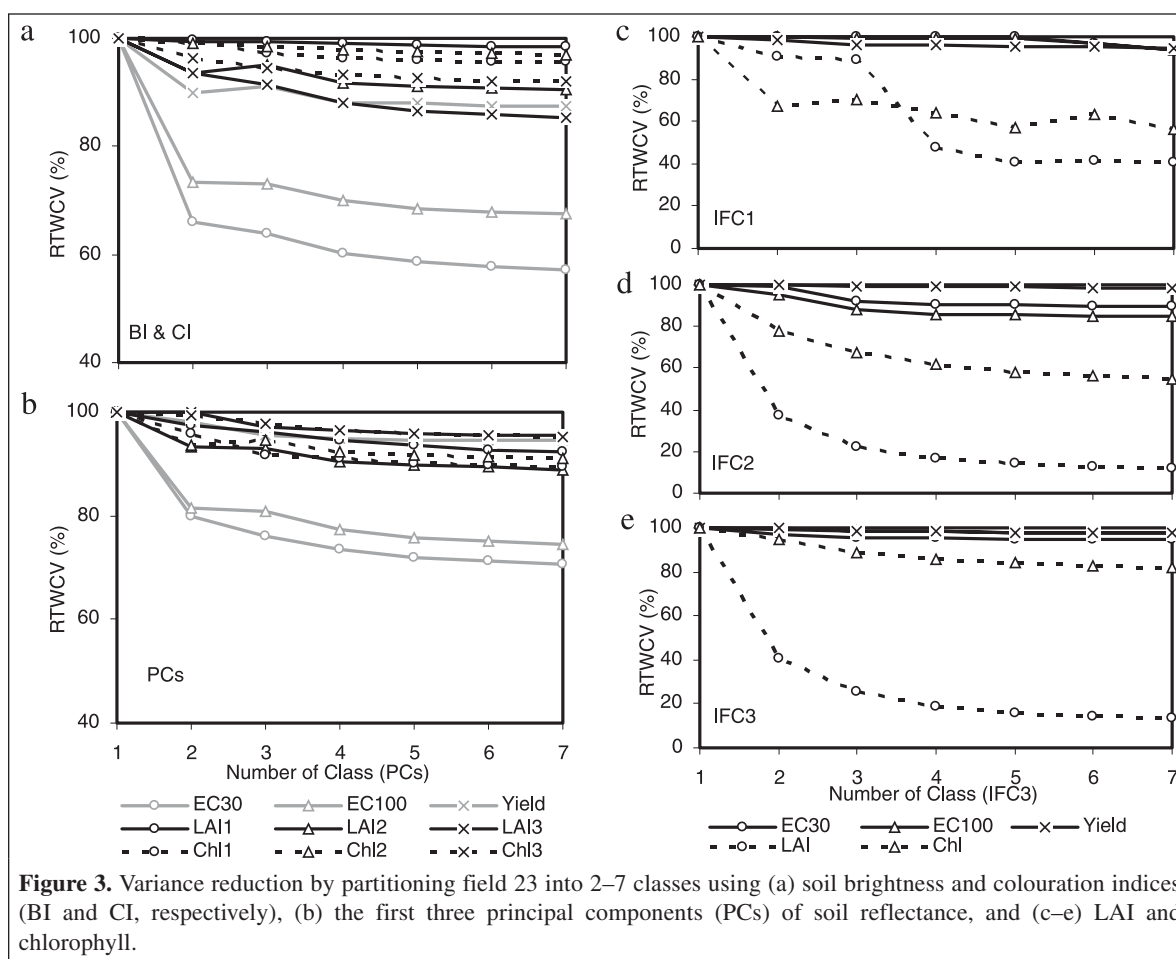 a
100
80
60
40
RTWCV (%)
BI & CI
b
100
80
60
40
RTWCV (%)
PCs
1 2 3 4 5 6 7
Number of Class (PCs)
EC30 EC100 Yield
LAI1 LAI2 LAI3
Chl1 Chl2 Chl3
c
100
80
60
40
20
0
RTWCV (%)
IFC1
d
100
80
60
40
20
0
RTWCV (%)
IFC2
e
100
80
60
40
20
0
RTWCV (%)
IFC3
1 2 3 4 5 6 7
Number of Class (IFC3)
EC30 EC100 Yield
LAI Chl
Figure 3. Variance reduction by partitioning field 23 into 2–7 classes using (a) soil brightness and colouration indices
(BI and CI, respectively), (b) the first three principal components (PCs) of soil reflectance, and (c–e) LAI and
chlorophyll.